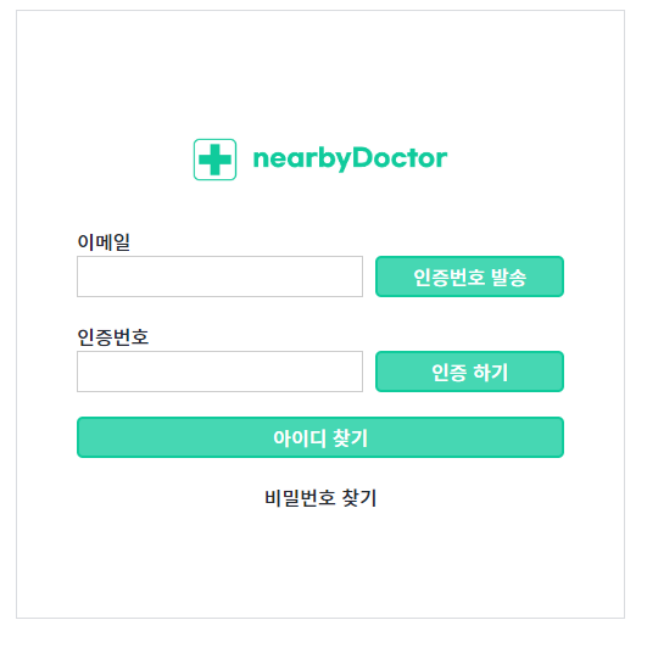 nearbyDoctor
이메일
인증번호 발송
인증번호
인증 하기
아이디 찾기
비밀번호 찾기